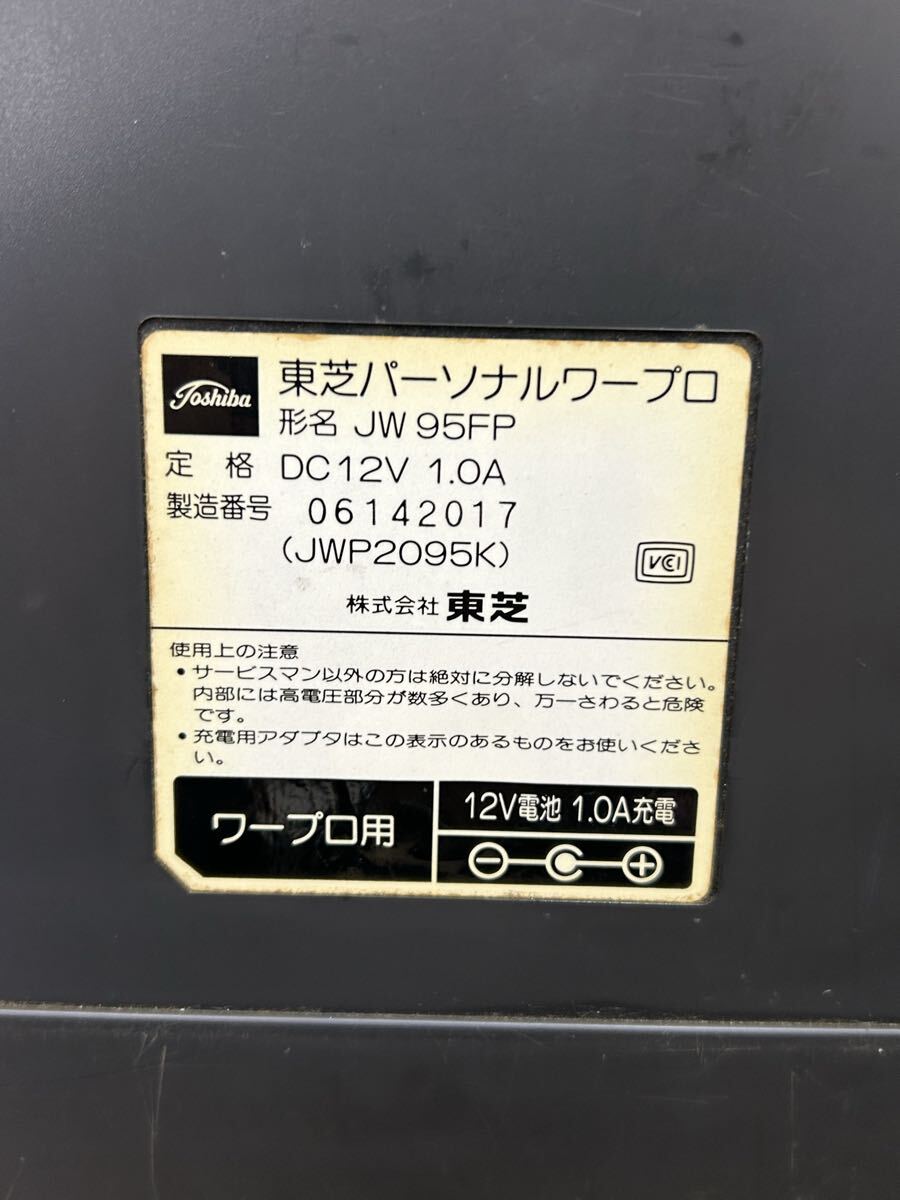 Toshiba
東芝パーソナルワープロ
形名 JW 95FP
定格 DC12V 1.0A
製造番号 06142017
(JWP2095K)
VCCI
株式会社 東芝
使用上の注意
・サービスマン以外の方は絶対に分解しないでください。
内部には高電圧部分が数多くあり、万一さわると危険
です。
・充電用アダプタはこの表示のあるものをお使いくださ
い。
ワープロ用
12V電池 1.0A充電